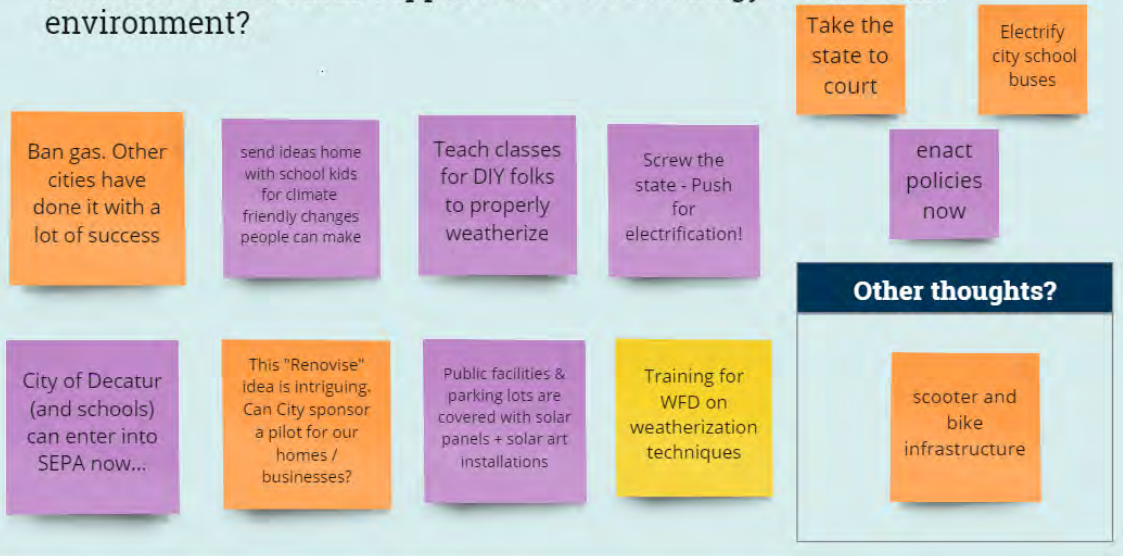 environment?
Take the
state to
court
Electrify
city school
buses
Ban gas. Other
cities have
done it with a
lot of success
send ideas home
with school kids
for climate
friendly changes
people can make
Teach classes
for DIY folks
to properly
weatherize
Screw the
state - Push
for
electrification!
enact
policies
now
City of Decatur
(and schools)
can enter into
SEPA now...
This "Renovise"
idea is intriguing.
Can City sponsor
a pilot for our
homes /
businesses?
Public facilities &
parking lots are
covered with solar
panels + solar art
installations
Training for
WFD on
weatherization
techniques
Other thoughts?
scooter and
bike
infrastructure